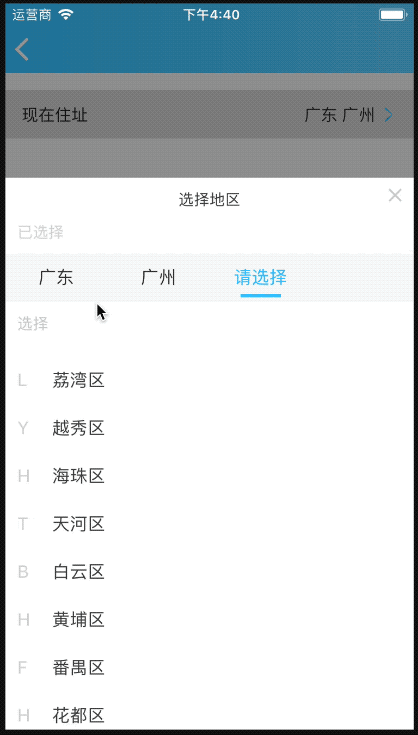 运营商 下午4:40
现在住址 广东 广州
选择地区
已选择
广东 广州 请选择
选择
L 荔湾区
Y 越秀区
H 海珠区
T 天河区
B 白云区
H 黄埔区
F 番禺区
H 花都区